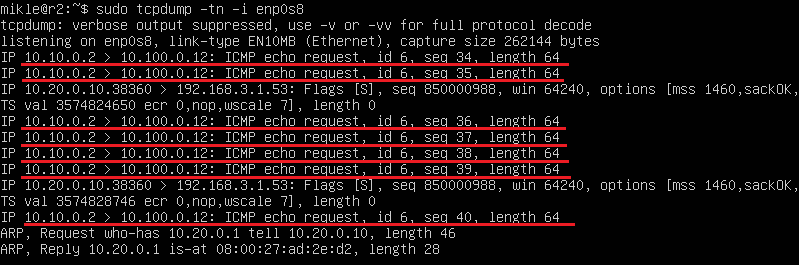 mikle@r2:~$ sudo tcpdump -tn -i enp0s8
tcpdump: verbose output suppressed, use -v or -vv for full protocol decode
listening on enp0s8, link-type EN10MB (Ethernet), capture size 262144 bytes
IP 10.10.0.2 > 10.100.0.12: ICMP echo request, id 6, seq 34, length 64
IP 10.10.0.2 > 10.100.0.12: ICMP echo request, id 6, seq 35, length 64
IP 10.20.0.10.38360 > 192.168.3.1.53: Flags [S], seq 850000988, win 64240, options [mss 1460,sackOK,
TS val 3574824650 ecr 0,nop,wscale 7], length 0
IP 10.10.0.2 > 10.100.0.12: ICMP echo request, id 6, seq 36, length 64
IP 10.10.0.2 > 10.100.0.12: ICMP echo request, id 6, seq 37, length 64
IP 10.10.0.2 > 10.100.0.12: ICMP echo request, id 6, seq 38, length 64
IP 10.10.0.2 > 10.100.0.12: ICMP echo request, id 6, seq 39, length 64
IP 10.20.0.10.38360 > 192.168.3.1.53: Flags [S], seq 850000988, win 64240, options [mss 1460,sackOK,
TS val 3574828746 ecr 0,nop,wscale 7], length 0
IP 10.10.0.2 > 10.100.0.12: ICMP echo request, id 6, seq 40, length 64
ARP, Request who-has 10.20.0.1 tell 10.20.0.10, length 46
ARP, Reply 10.20.0.1 is-at 08:00:27:ad:2e:d2, length 28